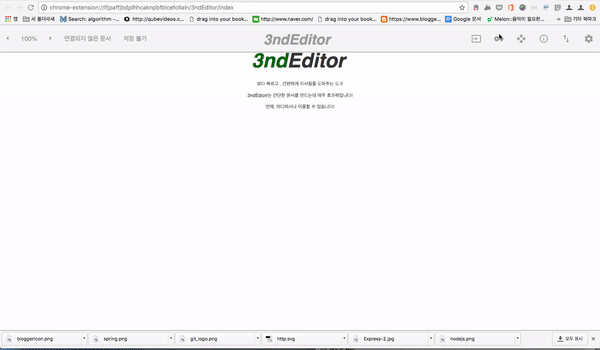 chrome-extension://lfjpaffjbdplhhcaknpbfblcefollain/3ndEditor/index
앱
새 폴더사세
Search: algorithm -...
http://qubevideos.c...
drag into your book...
http://www.naver.com/
drag into your book...
https://www.blogge...
Google 문서
Melon::음악이 필요한...
기타 북마크
100%
연결되지 않은 문서
저장 불가
3ndEditor
3ndEditor
보다 빠르고 , 간편하게 리서칭를 도와주는 도구
3ndEditor는 간단한 문서를 만드는데 매우 효과적입니다!
언제, 어디에서나 이용할 수 있습니다!
bloggericon.png
spring.png
git_logo.png
http.svg
Express-2.jpg
nodejs.png
모두 표시